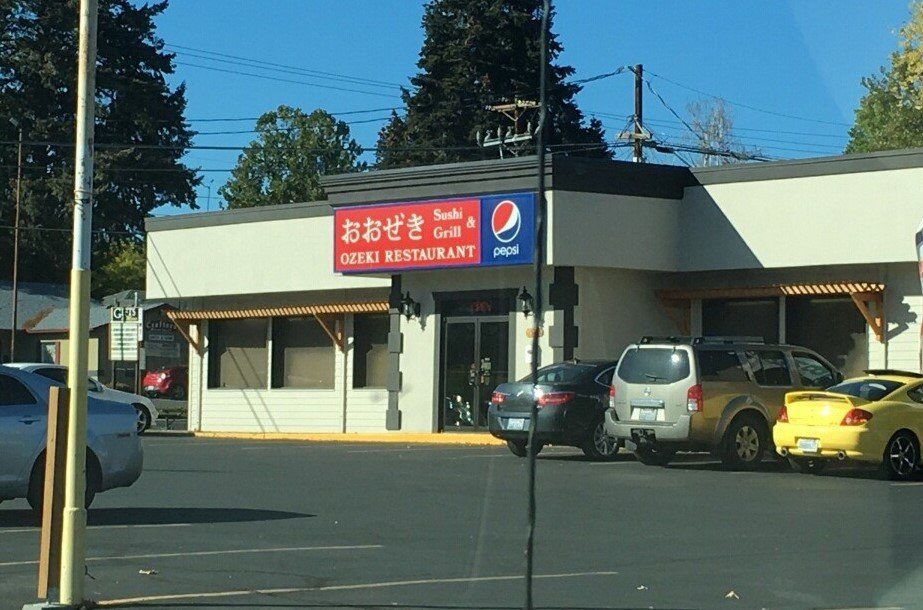 おおぜき
Sushi
Grill &
OZEKI RESTAURANT
pepsi